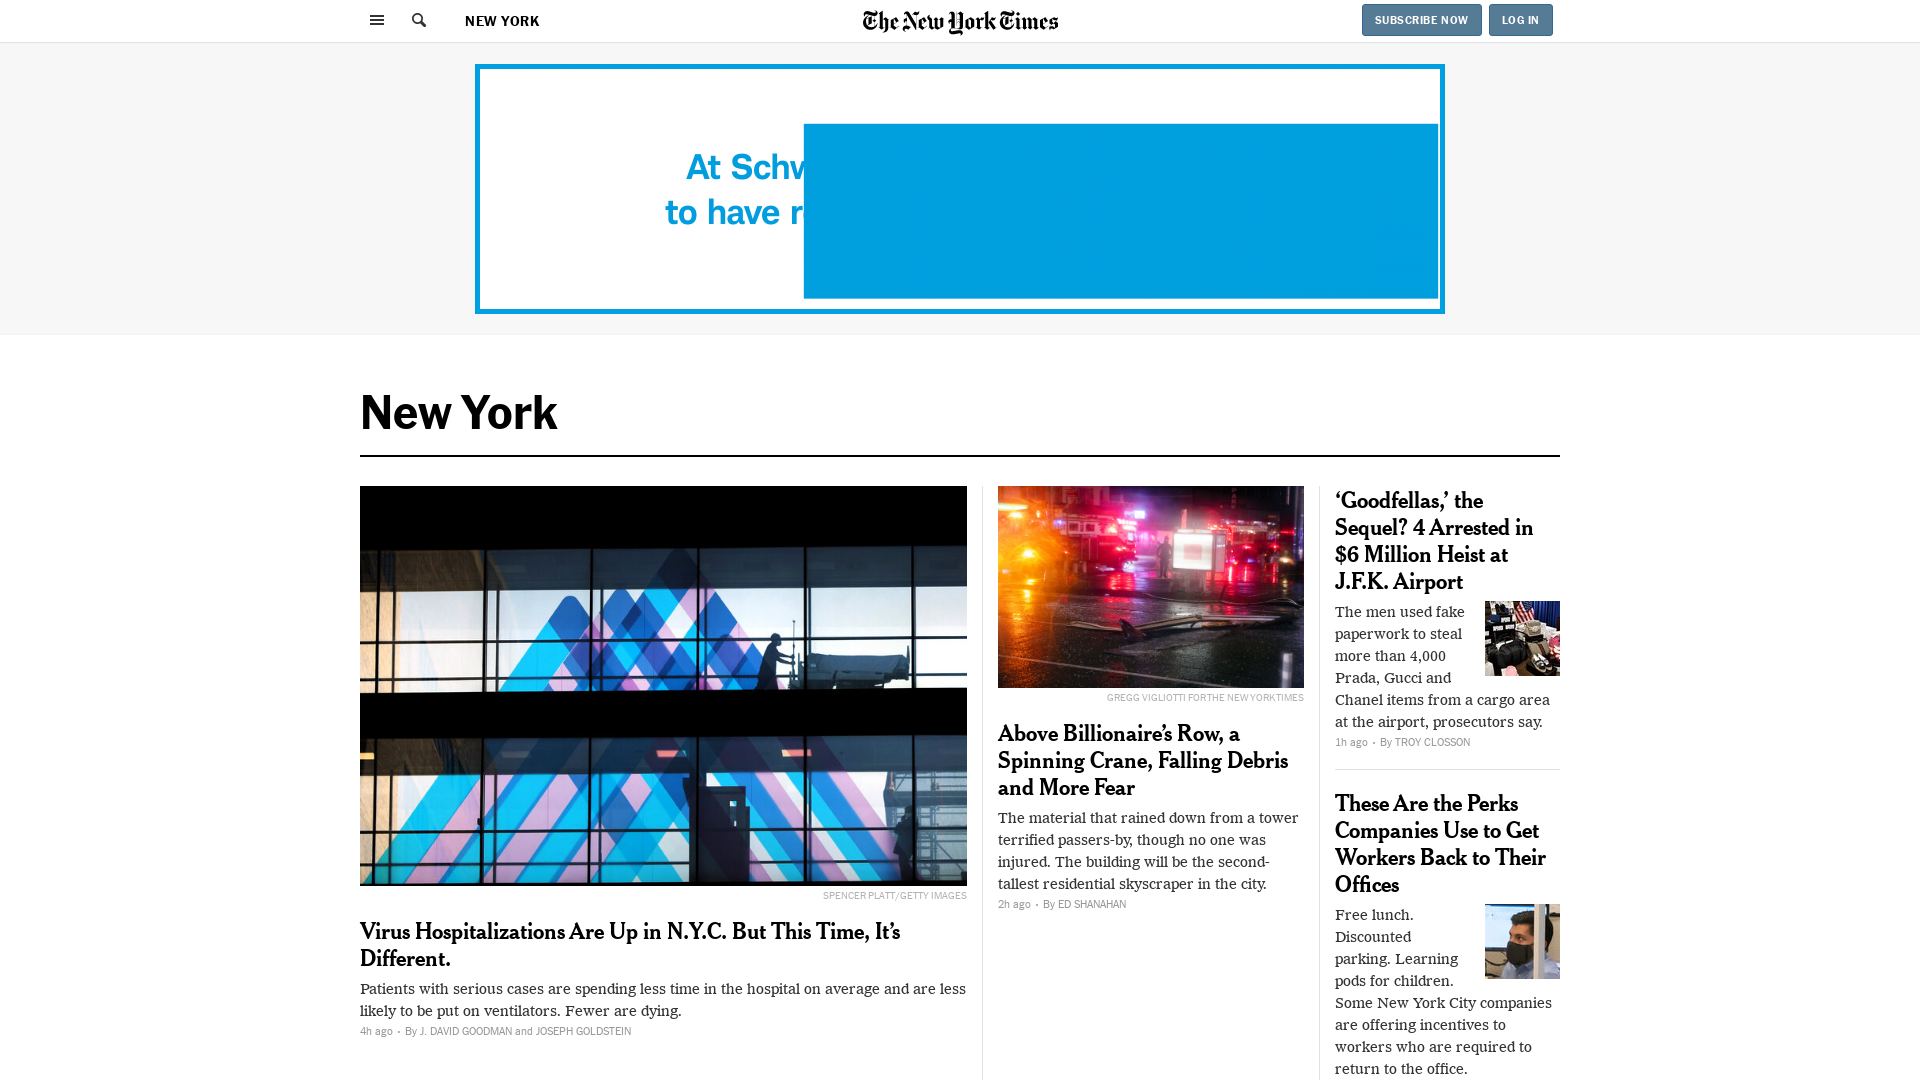 NEW YORK
The New York Times
SUBSCRIBE NOW
LOG IN
At Schw
to have
New York
SPENCER PLATT/GETTY IMAGES
Virus Hospitalizations Are Up in N.Y.C. But This Time, It’s
Different.
Patients with serious cases are spending less time in the hospital on average and are less
likely to be put on ventilators. Fewer are dying.
4h ago • By J. DAVID GOODMAN and JOSEPH GOLDSTEIN
GREGG VIGLIOTTI FOR THE NEW YORK TIMES
Above Billionaire’s Row, a
Spinning Crane, Falling Debris
and More Fear
The material that rained down from a tower
terrified passers-by, though no one was
injured. The building will be the second-
tallest residential skyscraper in the city.
2h ago • By ED SHANAHAN
‘Goodfellas,’ the
Sequel? 4 Arrested in
$6 Million Heist at
J.F.K. Airport
The men used fake
paperwork to steal
more than 4,000
Prada, Gucci and
Chanel items from a cargo area
at the airport, prosecutors say.
1h ago • By TROY CLOSSON
These Are the Perks
Companies Use to Get
Workers Back to Their
Offices
Free lunch.
Discounted
parking. Learning
pods for children.
Some New York City companies
are offering incentives to
workers who are required to
return to the office.